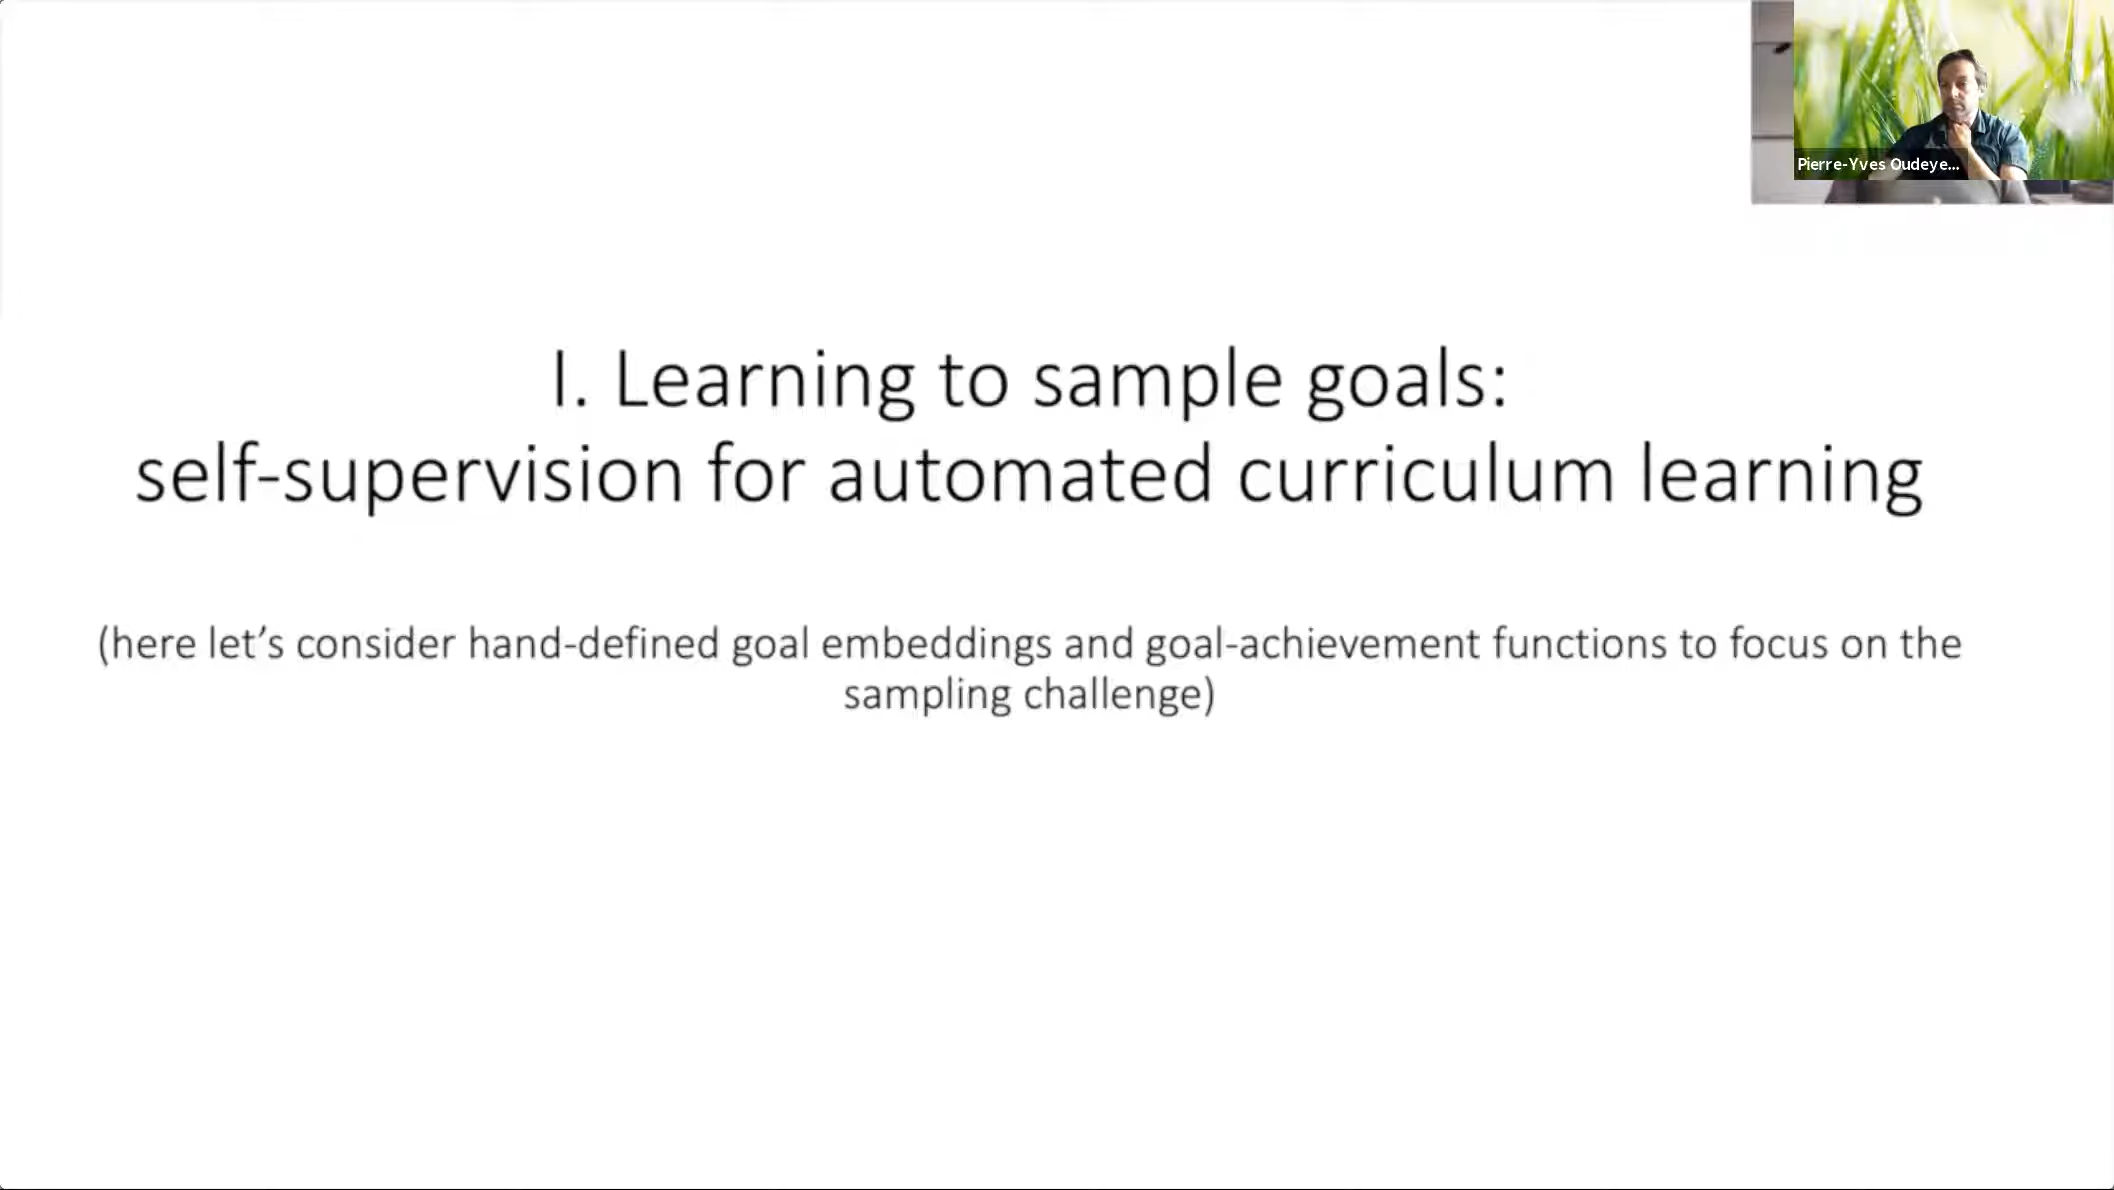 Pierre-Yves Oudeye...
I. Learning to sample goals:
self-supervision for automated curriculum learning
(here let’s consider hand-defined goal embeddings and goal-achievement functions to focus on the
sampling challenge)